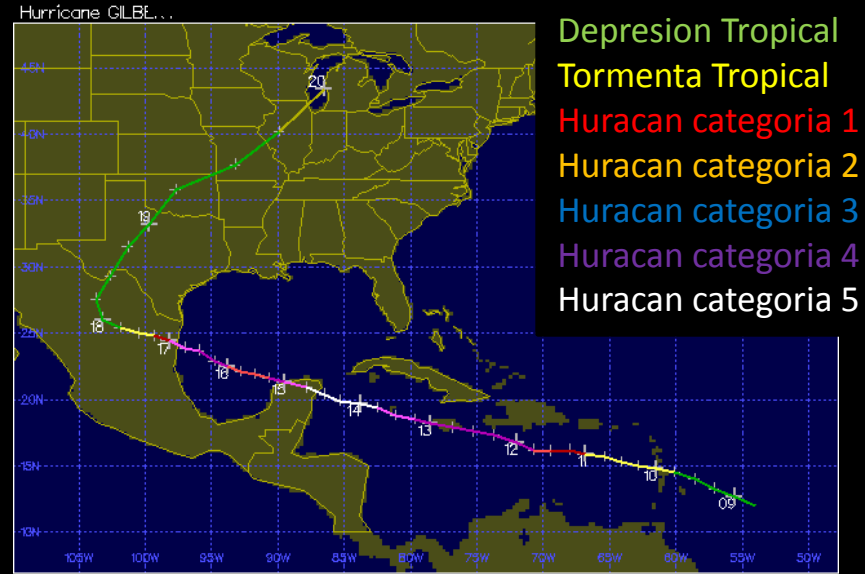 Hurricane GILBE...
Depresion Tropical
Tormenta Tropical
Huracan categoria 1
Huracan categoria 2
Huracan categoria 3
Huracan categoria 4
Huracan categoria 5
45N
40N
35N
30N
25N
20N
15N
10N
20
19
18
17
16
15
14
13
12
11
10
09
105W 100W 95W 90W 85W 80W 75W 70W 65W 60W 55W 50W